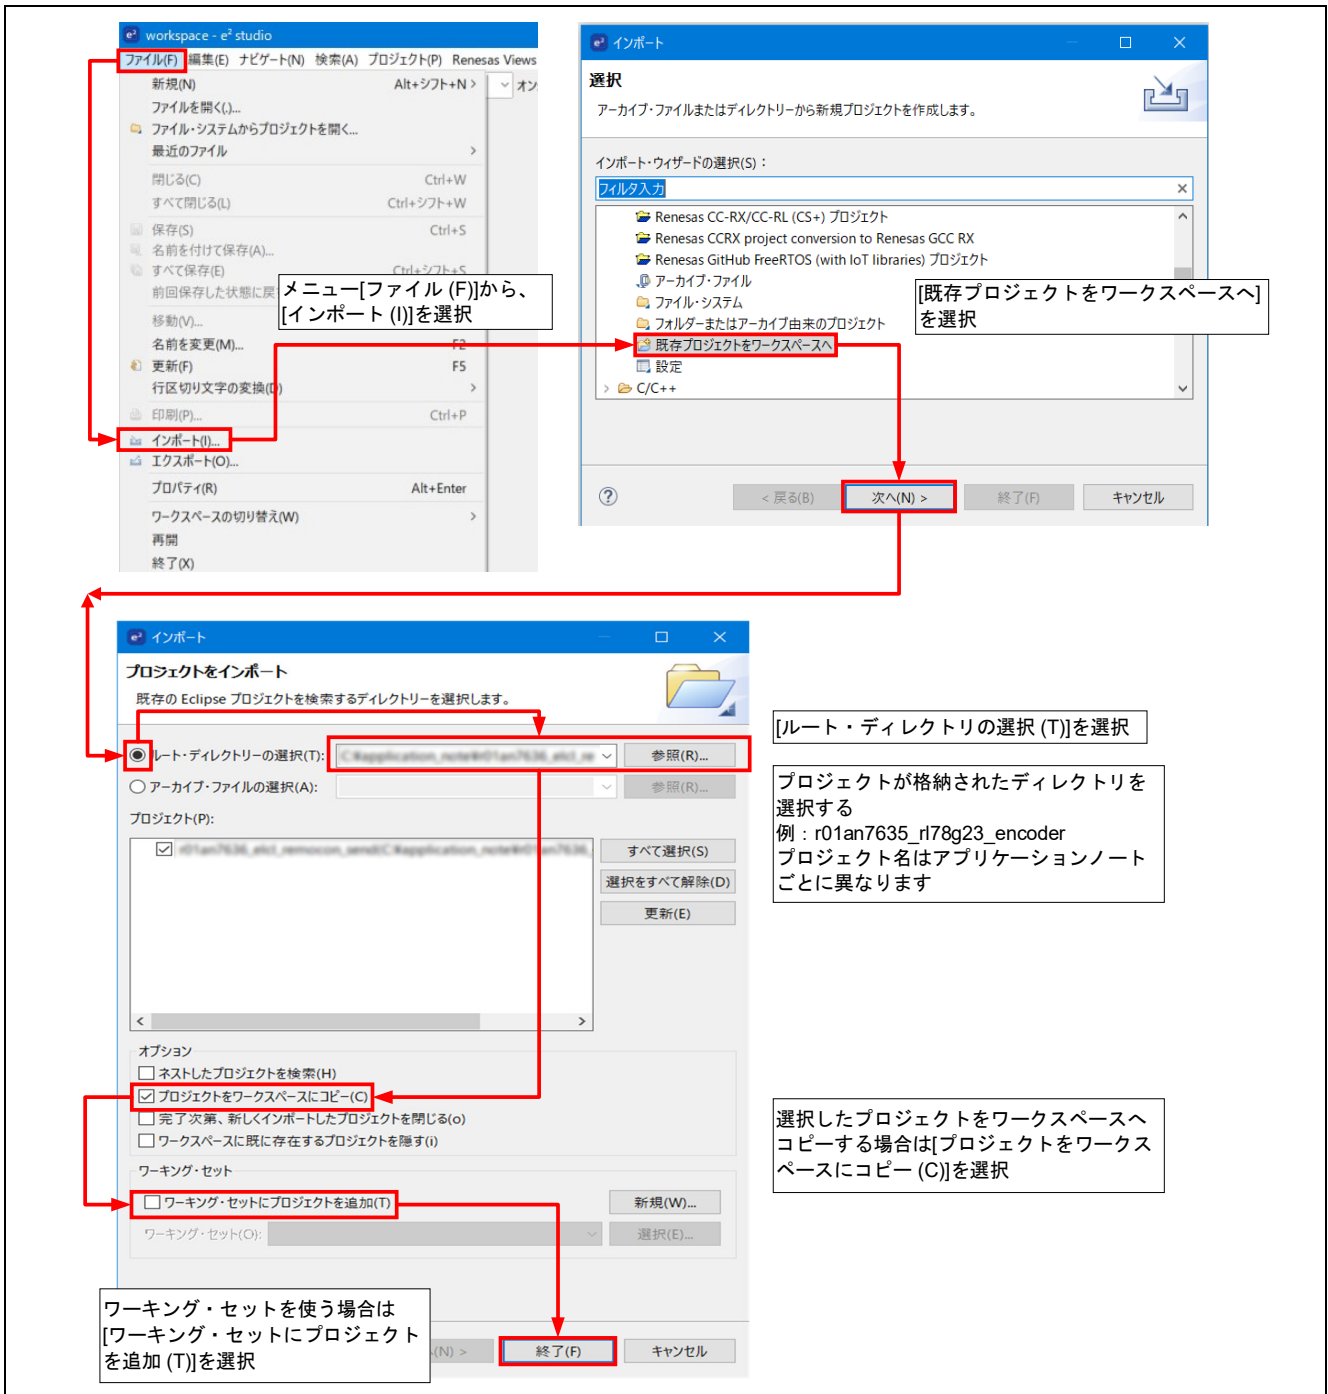 workspace - e² studio
ファイル(F) 編集(E) ナビゲート(N) 検索(A) プロジェクト(P) Renesas Views
新規(N) Alt+シフト+N >
オン
ファイルを開く(.)...
ファイル・システムからプロジェクトを開く...
最近のファイル >
閉じる(C) Ctrl+W
すべて閉じる(L) Ctrl+シフト+W
保存(S) Ctrl+S
名前を付けて保存(A)...
すべて保存(E) Ctrl+シフト+S
前回保存した状態に戻
移動(V)...
名前を変更(M)... F2
更新(F) F5
行区切り文字の変換(D) >
印刷(P)... Ctrl+P
インポート(I)...
エクスポート(O)...
プロパティ(R) Alt+Enter
ワークスペースの切り替え(W) >
再開
終了(X)
メニュー[ファイル (F)]から、
[インポート (I)]を選択
インポート
選択
アーカイブ・ファイルまたはディレクトリーから新規プロジェクトを作成します。
インポート・ウィザードの選択(S)：
フィルタ入力
Renesas CC-RX/CC-RL (CS+) プロジェクト
Renesas CCRX project conversion to Renesas GCC RX
Renesas GitHub FreeRTOS (with IoT libraries) プロジェクト
アーカイブ・ファイル
ファイル・システム
フォルダーまたはアーカイブ由来のプロジェクト
既存プロジェクトをワークスペースへ
設定
> C/C++
[既存プロジェクトをワークスペースへ]
を選択
< 戻る(B) 次へ(N) > 終了(F) キャンセル
インポート
プロジェクトをインポート
既存の Eclipse プロジェクトを検索するディレクトリーを選択します。
ルート・ディレクトリーの選択(T): 参照(R)...
アーカイブ・ファイルの選択(A): 参照(R)...
プロジェクト(P):
すべて選択(S)
選択をすべて解除(D)
更新(E)
オプション
ネストしたプロジェクトを検索(H)
プロジェクトをワークスペースにコピー(C)
完了次第、新しくインポートしたプロジェクトを閉じる(o)
ワークスペースに既に存在するプロジェクトを隠す(i)
ワーキング・セット
ワーキング・セットにプロジェクトを追加(T) 新規(W)...
ワーキング・セット(O): 選択(E)...
(N) > 終了(F) キャンセル
[ルート・ディレクトリの選択 (T)]を選択
プロジェクトが格納されたディレクトリを
選択する
例：r01an7635_rl78g23_encoder
プロジェクト名はアプリケーションノート
ごとに異なります
選択したプロジェクトをワークスペースへ
コピーする場合は[プロジェクトをワークス
ペースにコピー (C)]を選択
ワーキング・セットを使う場合は
[ワーキング・セットにプロジェクト
を追加 (T)]を選択